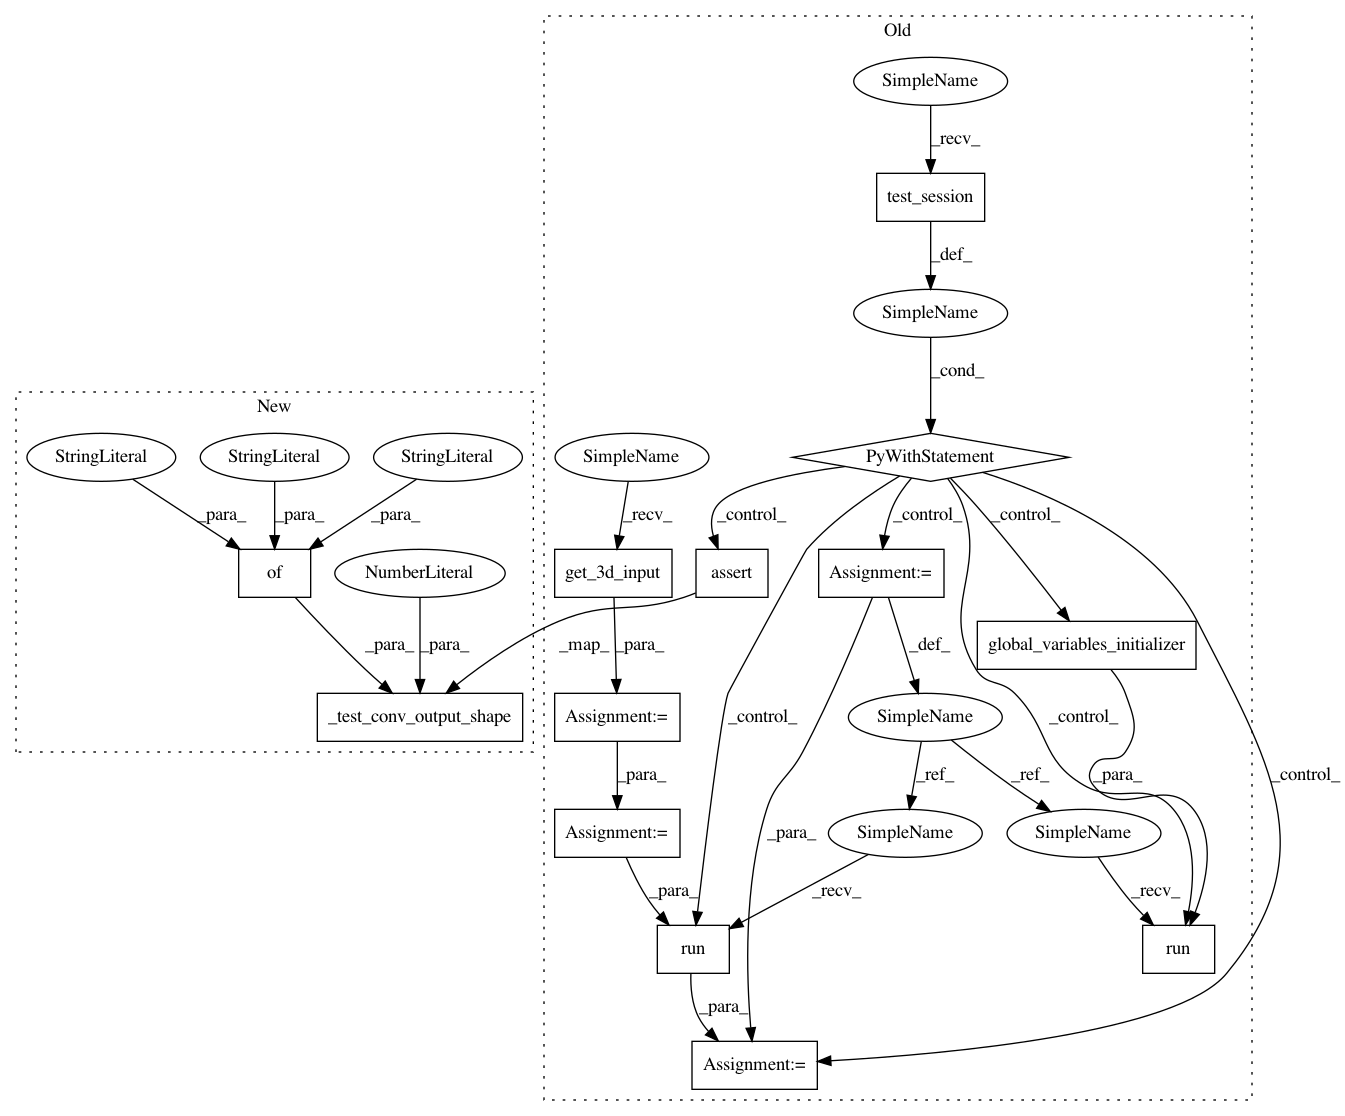 Old
SimpleName
_recv_
test_session
_def_
SimpleName
_cond_
New
StringLiteral
StringLiteral
StringLiteral
SimpleName
PyWithStatement
_para_
_para_
_para_
_recv_
_control_
_control_
_control_
of
NumberLiteral
get_3d_input
assert
Assignment:=
_para_
_para_
_map_
_para_
_def_
global_variables_initializer
_test_conv_output_shape
Assignment:=
_control_
SimpleName
_control_
_para_
_ref_
_ref_
_para_
_control_
Assignment:=
_para_
SimpleName
SimpleName
_para_
_recv_
_recv_
run
run
_para_
Assignment:=